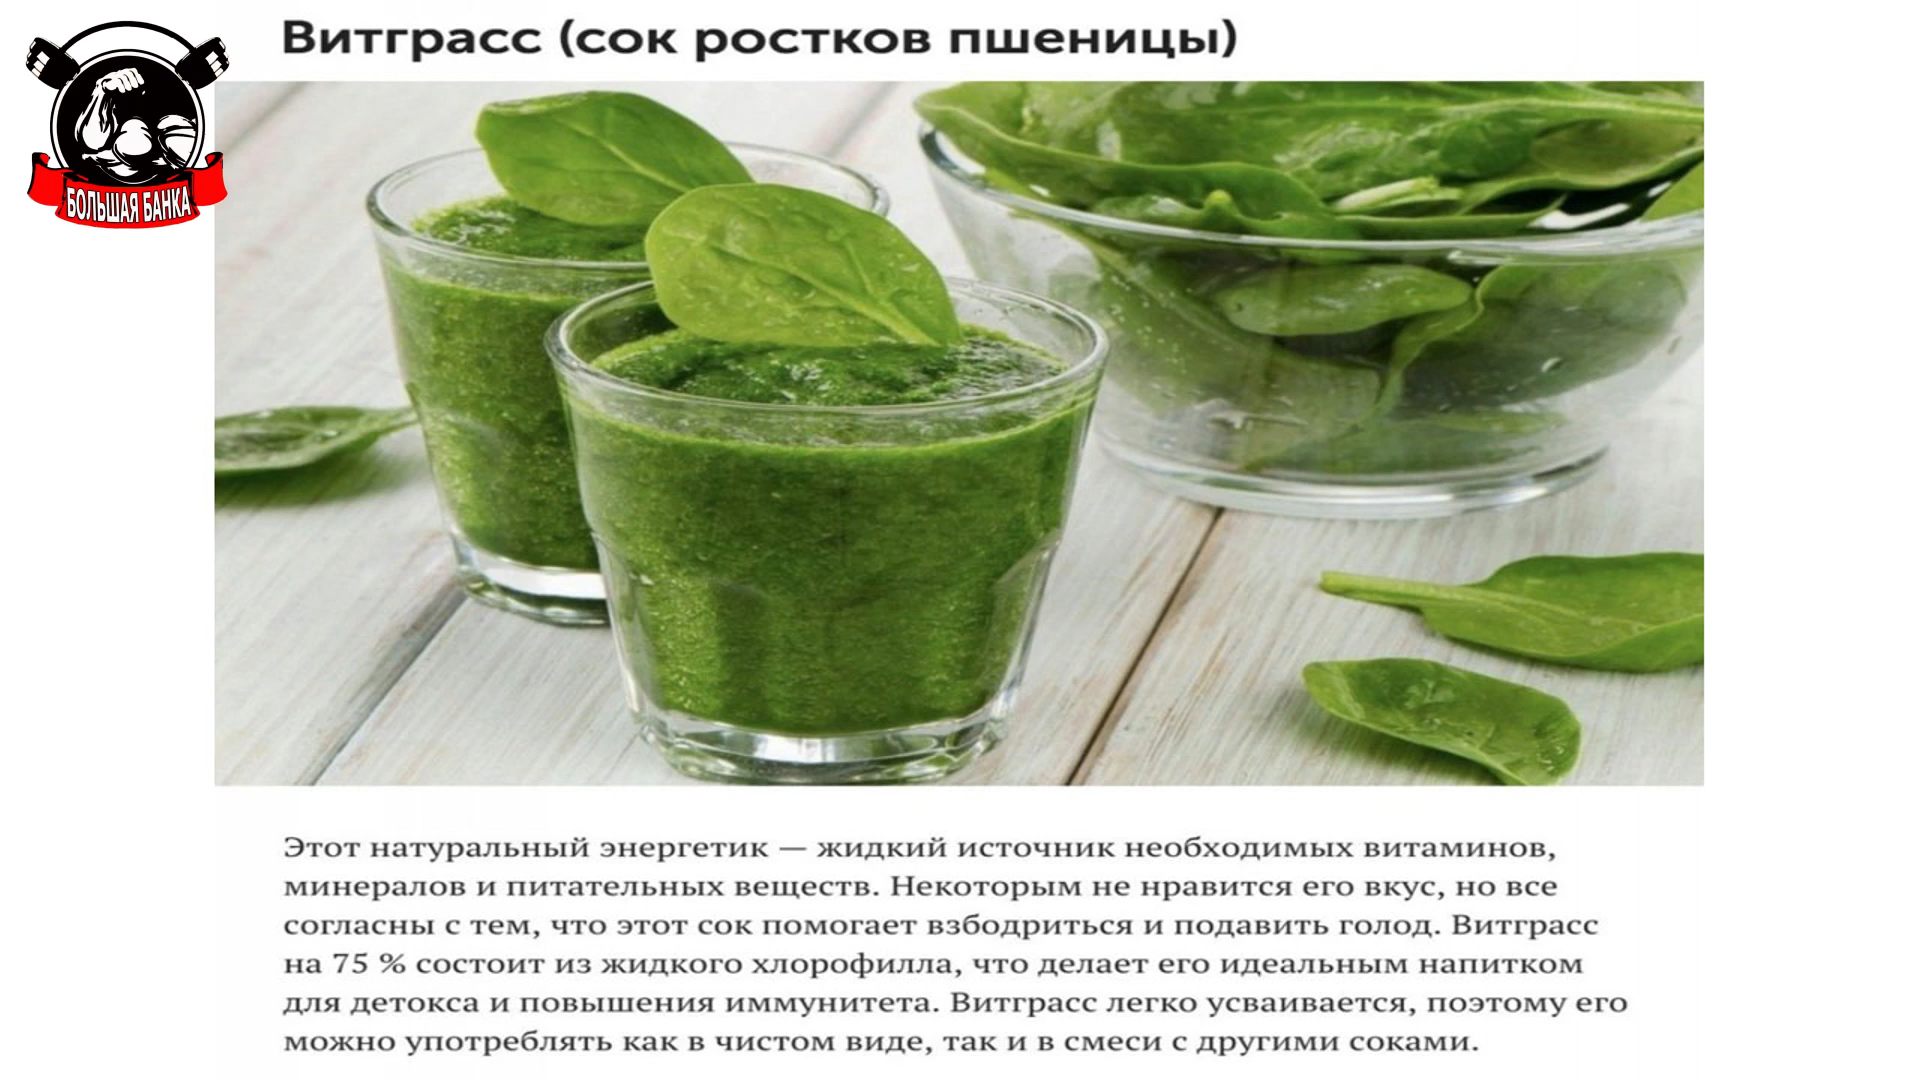 Витграсс (сок ростков пшеницы)
БОЛЬШАЯ БАНКА
Этот натуральный энергетик — жидкий источник необходимых витаминов,
минералов и питательных веществ. Некоторым не нравится его вкус, но все
согласны с тем, что этот сок помогает взбодриться и подавить голод. Витграсс
на 75 % состоит из жидкого хлорофилла, что делает его идеальным напитком
для детокса и повышения иммунитета. Витграсс легко усваивается, поэтому его
можно употреблять как в чистом виде, так и в смеси с другими соками.